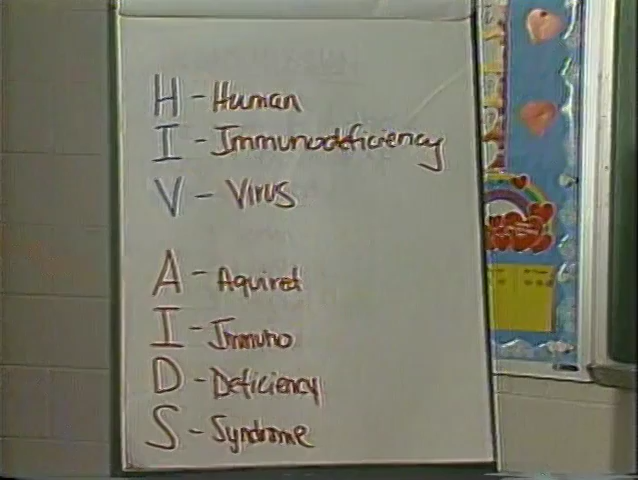 H - Human
I - Immunodeficiency
V - Virus
A - Aquired
I - Immuno
D - Deficiency
S - Syndrome